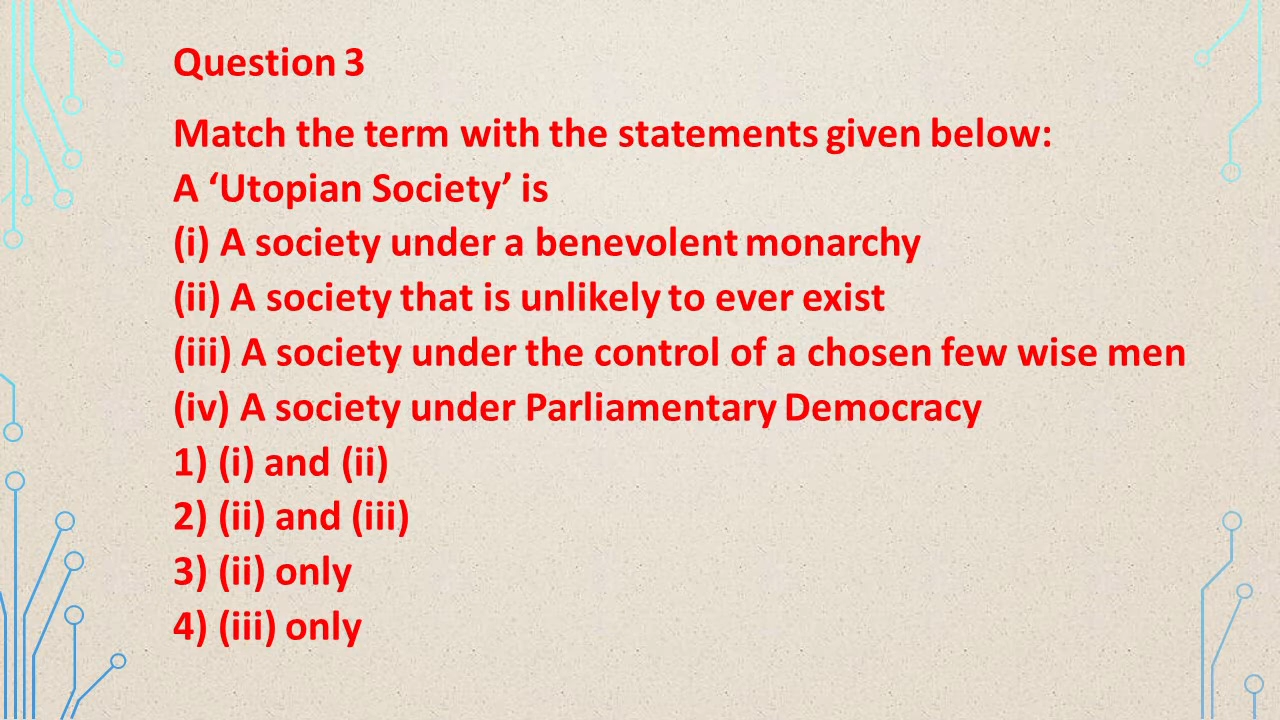 Question 3
Match the term with the statements given below:
A ‘Utopian Society’ is
(i) A society under a benevolent monarchy
(ii) A society that is unlikely to ever exist
(iii) A society under the control of a chosen few wise men
(iv) A society under Parliamentary Democracy
1) (i) and (ii)
2) (ii) and (iii)
3) (ii) only
4) (iii) only